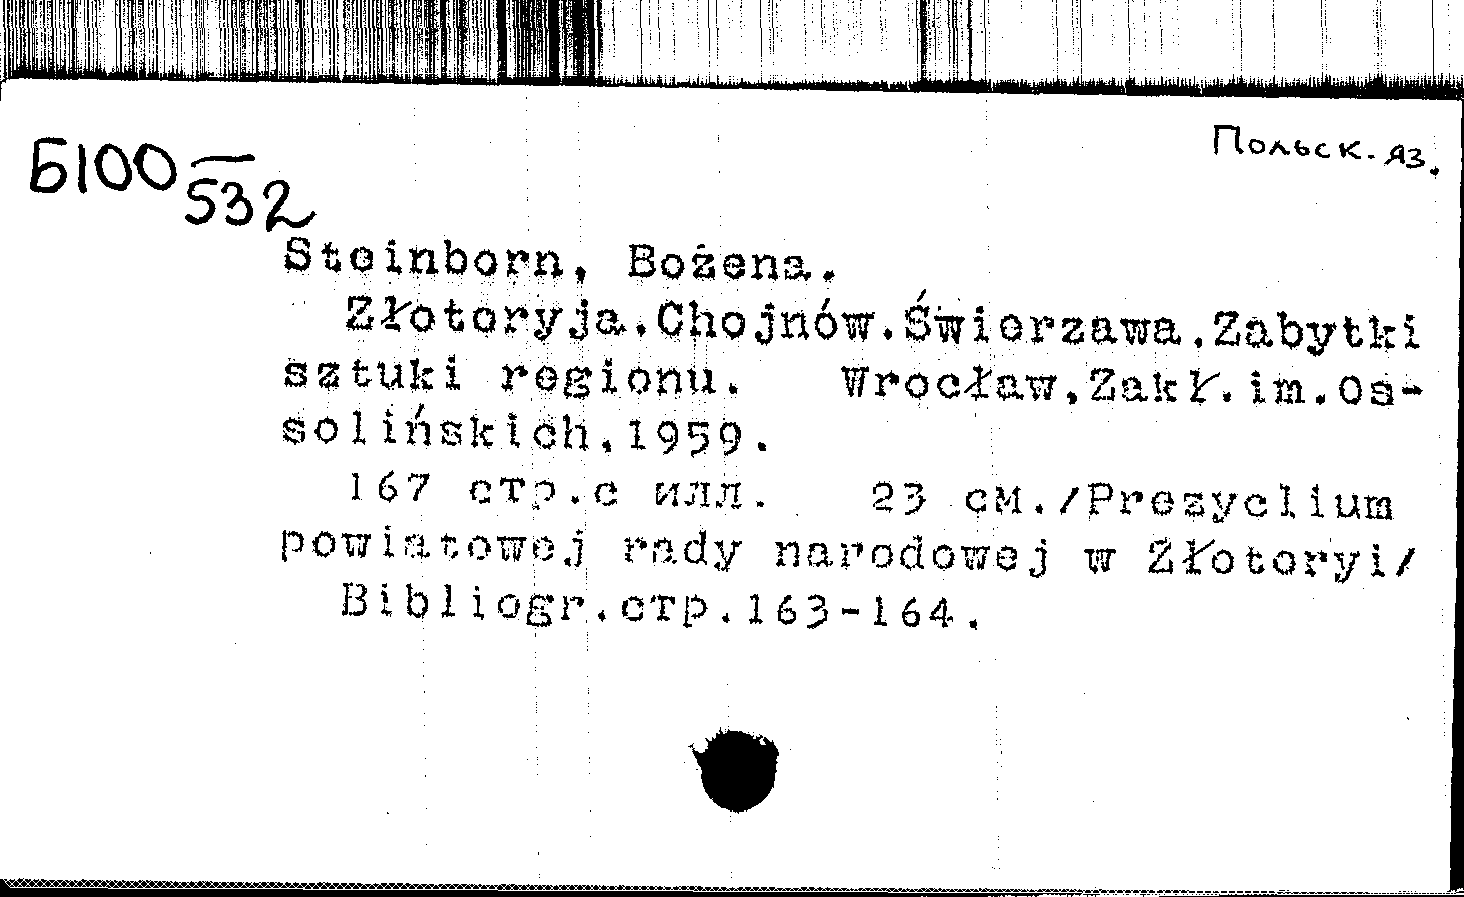 Польск. яз.
Б100
532
Steinborn, Bożena.
Złotoryja.Chojnów.Świerzawa.Zabytki
sztuki regionu. Wrocław,Zakł.im.Os-
solińskich,1959.
167 стр.с илл. 23 см./Prezydium
powiatowej rady narodowej w Złotoryi/
Bibliogr.стр.163-164.